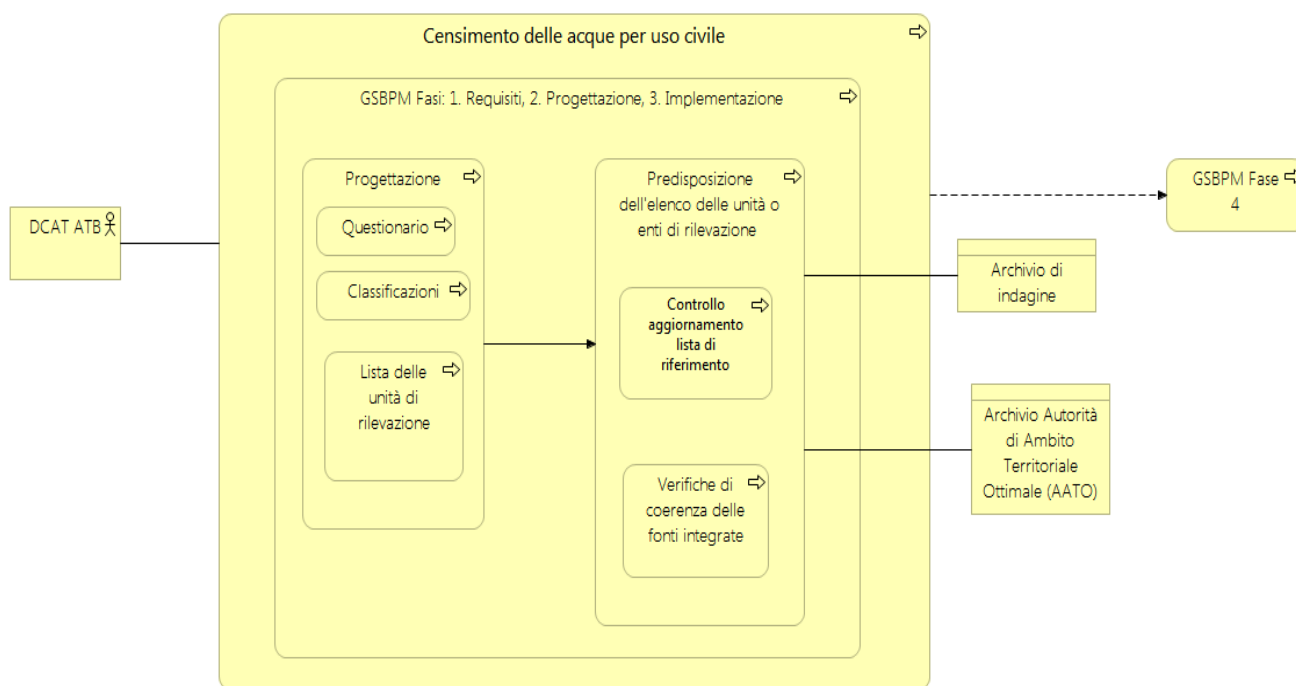 Censimento delle acque per uso civile
GSBPM Fasi: 1. Requisiti, 2. Progettazione, 3. Implementazione
DCAT ATB
Progettazione
Questionario
Classificazioni
Lista delle
unità di
rilevazione
Predisposizione
dell'elenco delle unità o
enti di rilevazione
Controllo
aggiornamento
lista di
riferimento
Verifiche di
coerenza delle
fonti integrate
GSBPM Fase
4
Archivio di
indagine
Archivio Autorità
di Ambito
Territoriale
Ottimale (AATO)